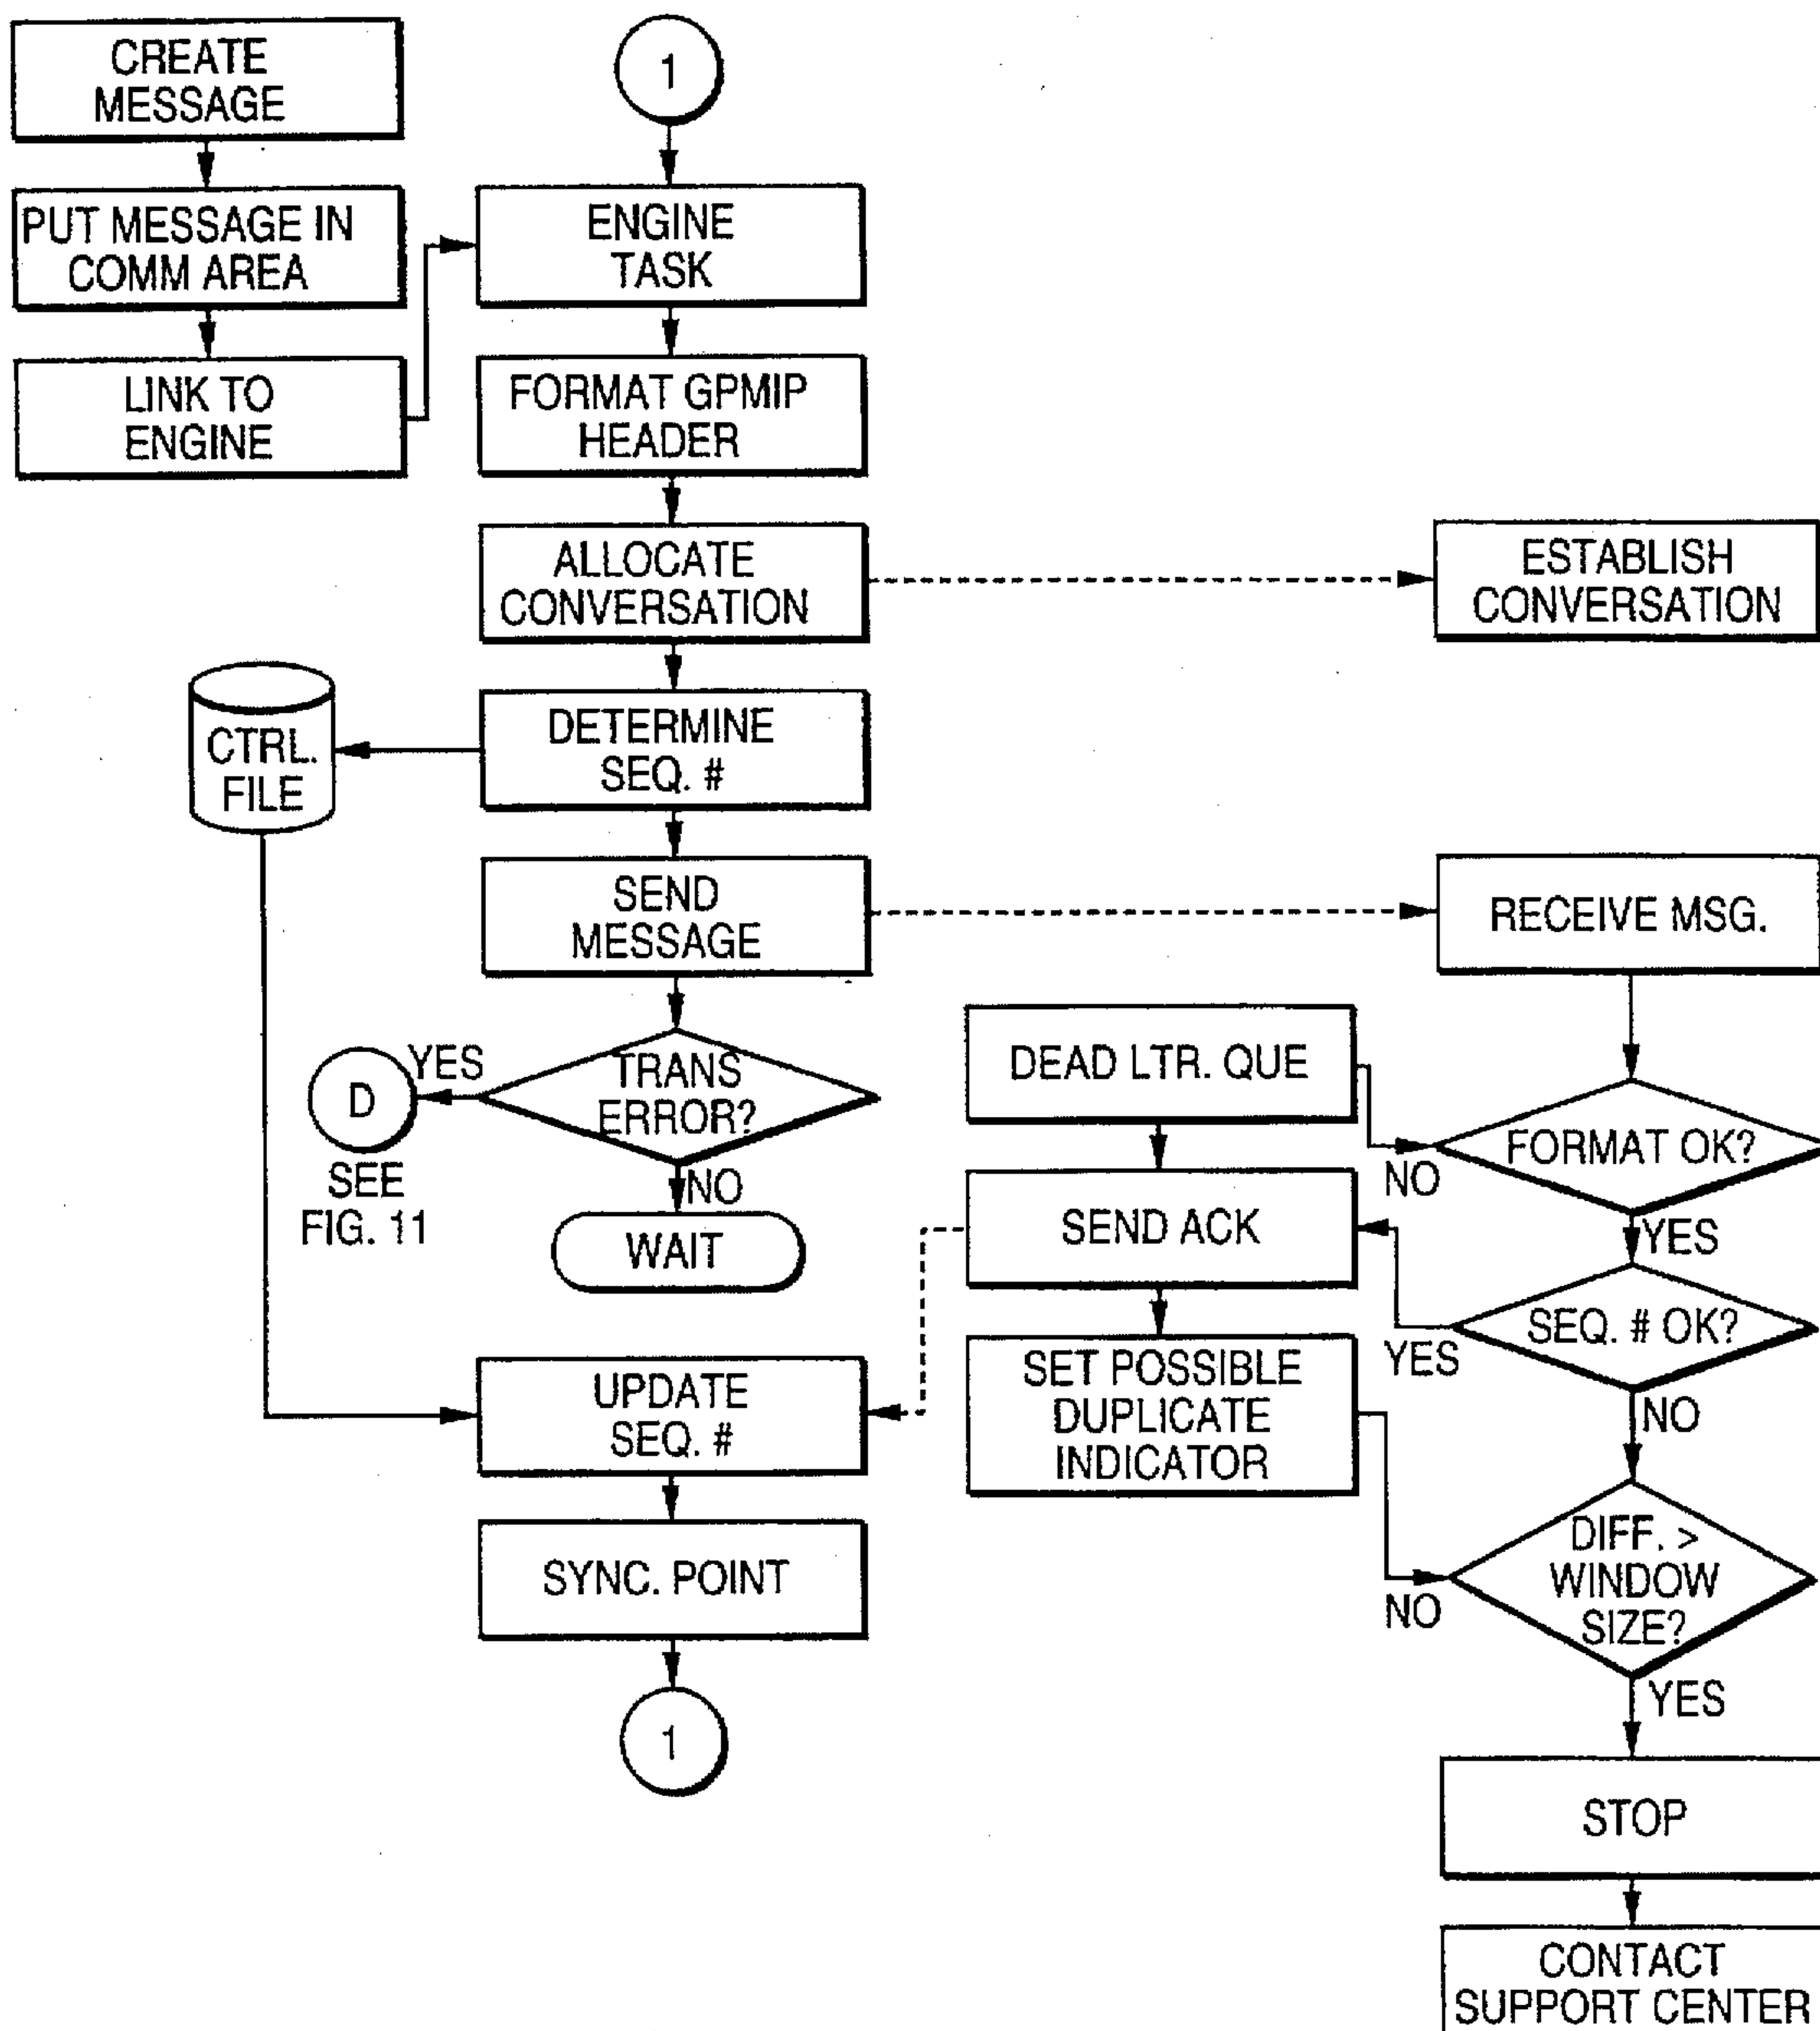 CREATE
MESSAGE
PUT MESSAGE IN
COMM AREA
LINK TO
ENGINE
1
ENGINE
TASK
FORMAT GPMIP
HEADER
ALLOCATE
CONVERSATION
ESTABLISH
CONVERSATION
CTRL.
FILE
DETERMINE
SEQ. #
SEND
MESSAGE
RECEIVE MSG.
TRANS
ERROR?
YES
D
SEE
FIG. 11
NO
WAIT
DEAD LTR. QUE
FORMAT OK?
NO
YES
SEND ACK
SEQ. # OK?
YES
NO
SET POSSIBLE
DUPLICATE
INDICATOR
UPDATE
SEQ. #
SYNC. POINT
1
DIFF. >
WINDOW
SIZE?
NO
YES
STOP
CONTACT
SUPPORT CENTER